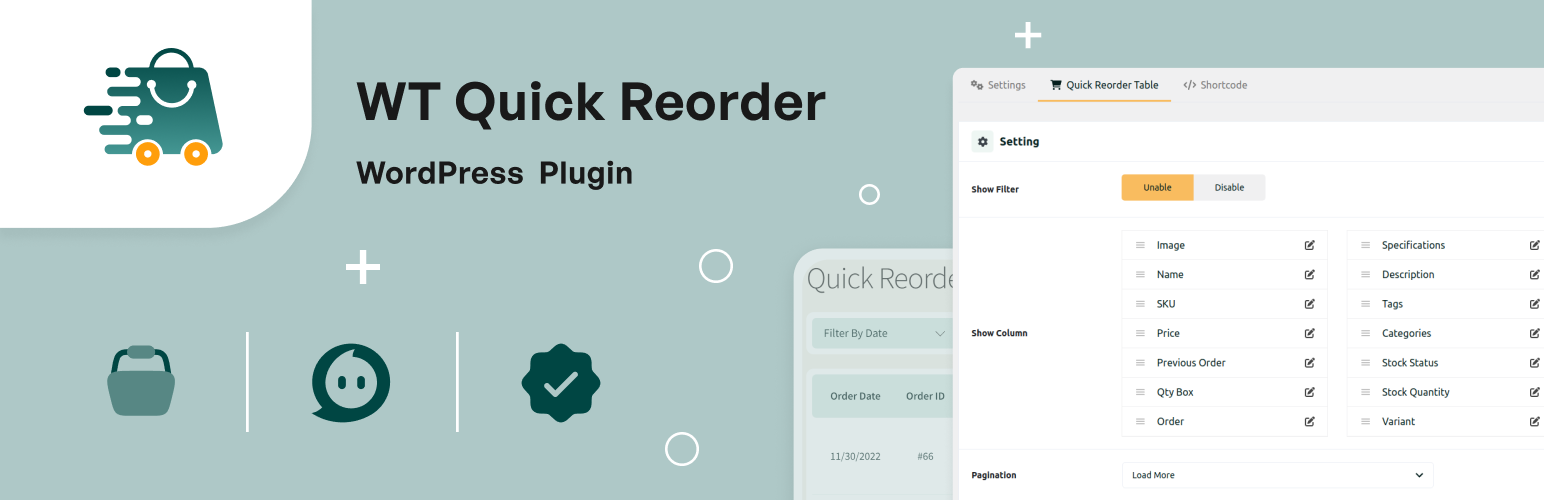 WT Quick Reorder
WordPress Plugin
Quick Reorde
Filter By Date
Order Date Order ID
11/30/2022 #66
Settings Quick Reorder Table Shortcode
Setting
Show Filter Unable Disable
Show Column
Image
Name
SKU
Price
Previous Order
Qty Box
Order
Specifications
Description
Tags
Categories
Stock Status
Stock Quantity
Variant
Pagination Load More